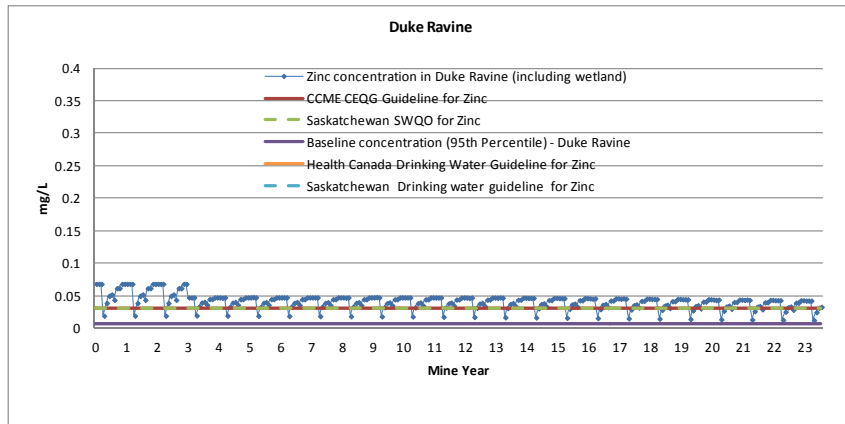 Duke Ravine
0.4
0.35
0.3
0.25
0.2
0.15
0.1
0.05
0
mg/L
Zinc concentration in Duke Ravine (including wetland)
CCME CEQG Guideline for Zinc
Saskatchewan SWQO for Zinc
Baseline concentration (95th Percentile) - Duke Ravine
Health Canada Drinking Water Guideline for Zinc
Saskatchewan Drinking water guideline for Zinc
0 1 2 3 4 5 6 7 8 9 10 11 12 13 14 15 16 17 18 19 20 21 22 23
Mine Year